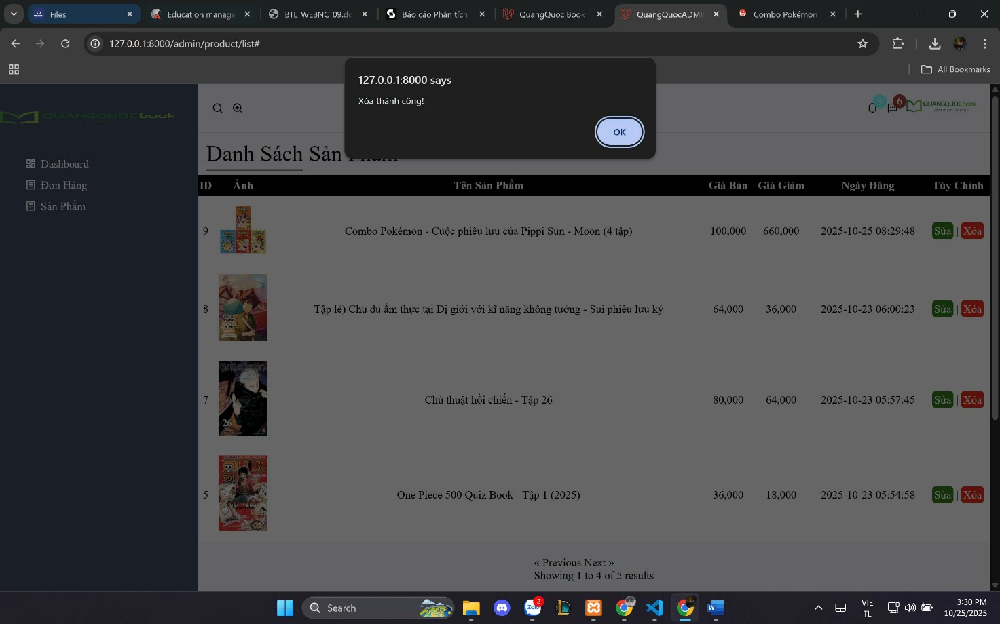 Files
Education manage
BTL_WEBNC_09.do
Báo cáo Phân tích
QuangQuoc Book
QuangQuocADMI
Combo Pokémon
127.0.0.1:8000/admin/product/list#
All Bookmarks
127.0.0.1:8000 says
Xóa thành công!
OK
QUANGQUOCbook
3
6
QUANGQUOCbook
Dashboard
Đơn Hàng
Sản Phẩm
Danh Sách Sản Phẩm
ID Ảnh Tên Sản Phẩm Giá Bán Giá Giảm Ngày Đăng Tùy Chỉnh
9 Combo Pokémon - Cuộc phiêu lưu của Pippi Sun - Moon (4 tập) 100,000 660,000 2025-10-25 08:29:48 Sửa | Xóa
8 Tập lẻ) Chu du ẩm thực tại Dị giới với kĩ năng không tưởng - Sui phiêu lưu ký 64,000 36,000 2025-10-23 06:00:23 Sửa | Xóa
7 Chú thuật hồi chiến - Tập 26 80,000 64,000 2025-10-23 05:57:45 Sửa | Xóa
26
5 One Piece 500 Quiz Book - Tập 1 (2025) 36,000 18,000 2025-10-23 05:54:58 Sửa | Xóa
« Previous Next »
Showing 1 to 4 of 5 results
Search
Zalo
2
VIE
TL
3:30 PM
10/25/2025